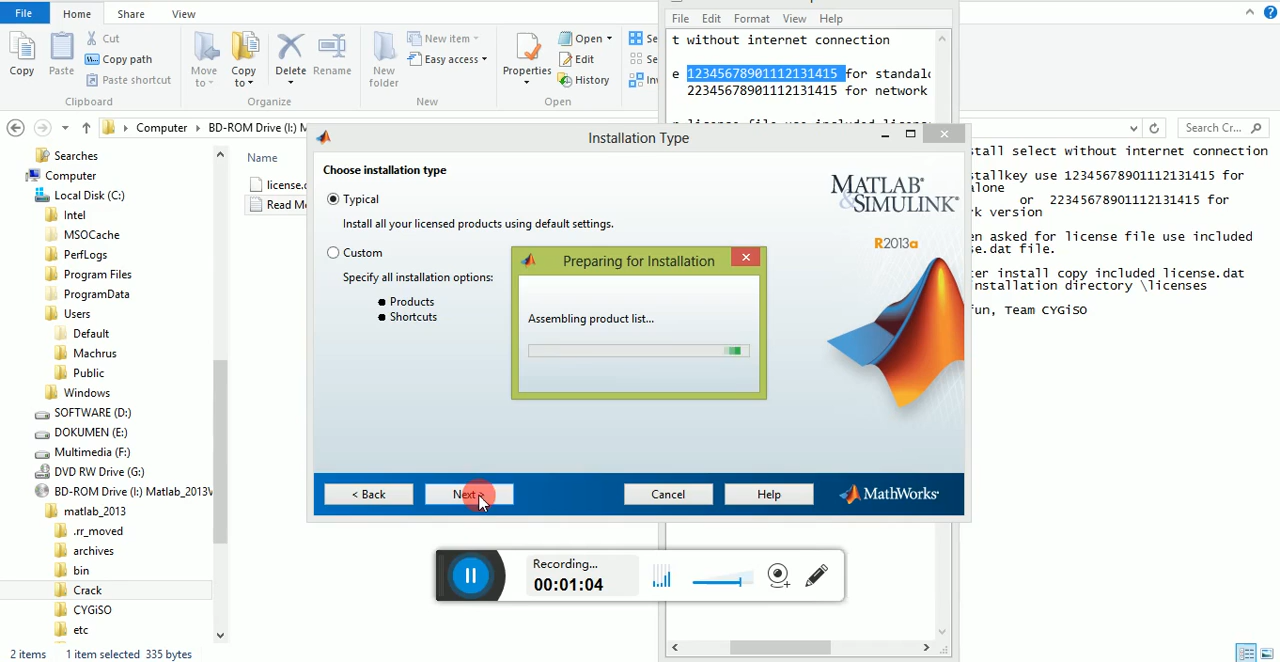 File
Home
Share
View
Copy
Paste
Cut
Copy path
Paste shortcut
Clipboard
Move to
Copy to
Delete
Rename
Organize
New folder
New item
Easy access
New
Properties
Open
Edit
History
Open
Computer
BD-ROM Drive (I:) M
Search Cr...
Searches
Computer
Local Disk (C:)
Intel
MSOCache
PerfLogs
Program Files
ProgramData
Users
Default
Machrus
Public
Windows
SOFTWARE (D:)
DOKUMEN (E:)
Multimedia (F:)
DVD RW Drive (G:)
BD-ROM Drive (I:) Matlab_2013
matlab_2013
.rr_moved
archives
bin
Crack
CYGiSO
etc
2 items
1 item selected 335 bytes
Name
license.
Read Me
File Edit Format View Help
t without internet connection
e 12345678901112131415 for standal
22345678901112131415 for network
Installation Type
Choose installation type
Typical
Install all your licensed products using default settings.
Custom
Specify all installation options:
Products
Shortcuts
MATLAB®
&SIMULINK®
R2013a
Preparing for Installation
Assembling product list...
< Back
Next >
Cancel
Help
MathWorks®
stall select without internet connection
stallkey use 12345678901112131415 for
alone
or 22345678901112131415 for
rk version
en asked for license file use included
se.dat file.
ter install copy included license.dat
installation directory \licenses
fun, Team CYGiSO
Recording...
00:01:04